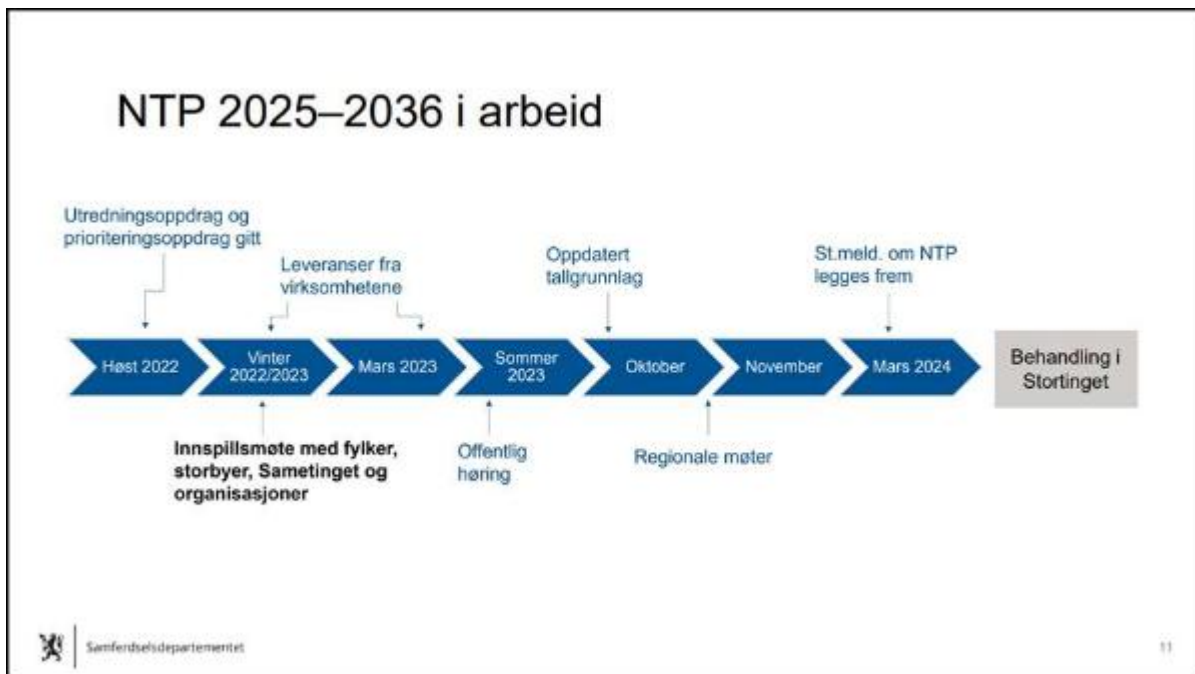 NTP 2025–2036 i arbeid
Utredningsoppdrag og
prioriteringsoppdrag gitt
Leveranser fra
virksomhetene
Oppdatert
tallgrunnlag
St.meld. om NTP
legges frem
Høst 2022
Vinter
2022/2023
Mars 2023
Sommer
2023
Oktober
November
Mars 2024
Behandling i
Stortinget
Innspillsmøte med fylker,
storbyer, Sametinget og
organisasjoner
Offentlig
høring
Regionale møter
Samferdselsdepartementet
11